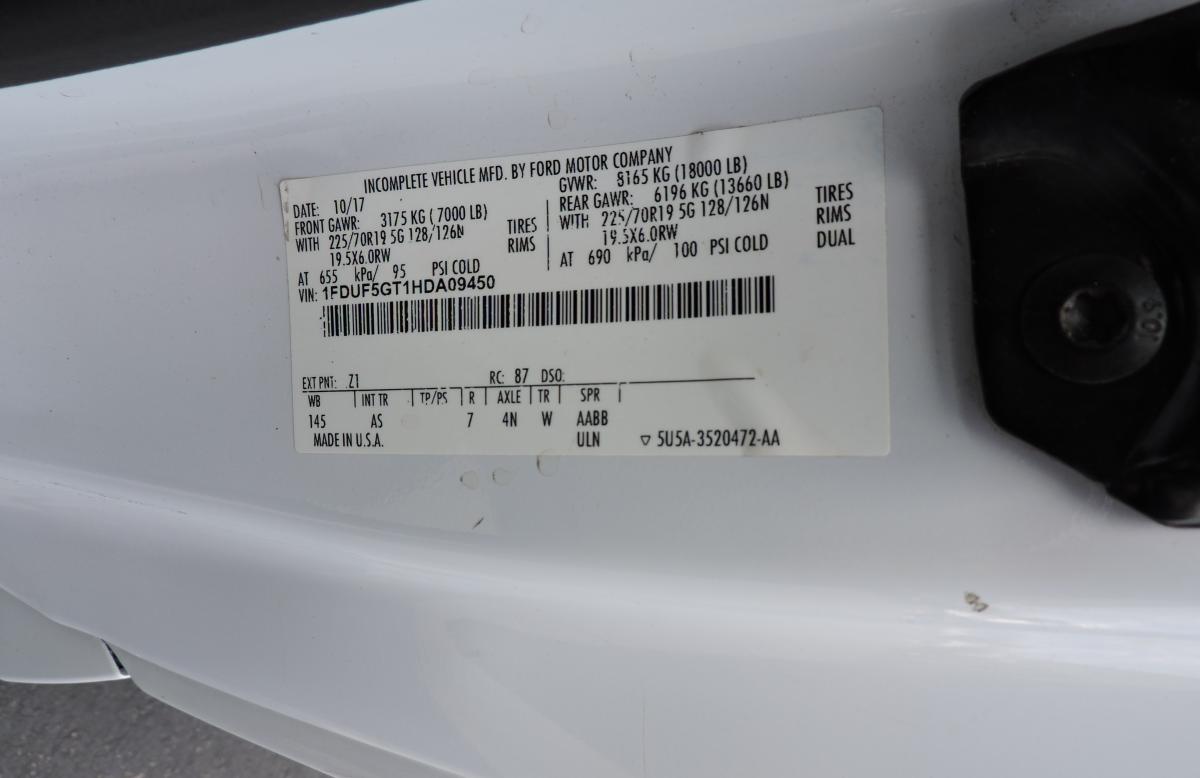 INCOMPLETE VEHICLE MFD. BY FORD MOTOR COMPANY
DATE: 10/17
FRONT GAWR: 3175 KG (7000 LB)
WITH 225/70R19 5G 128/126N TIRES
19.5X6.0RW RIMS
AT 655 kPa/ 95 PSI COLD
GVWR: 8165 KG (18000 LB)
REAR GAWR: 6196 KG (13660 LB)
WITH 225/70R19 5G 128/126N TIRES
19.5X6.0RW RIMS
AT 690 kPa/ 100 PSI COLD DUAL
VIN: 1FDUF5GT1HDA09450
EXT PNT: Z1 RC: 87 DSO:
WB INT TR TP/PS R AXLE TR SPR
145 AS 7 4N W AABB
MADE IN U.S.A. ULN ▽ 5U5A-3520472-AA